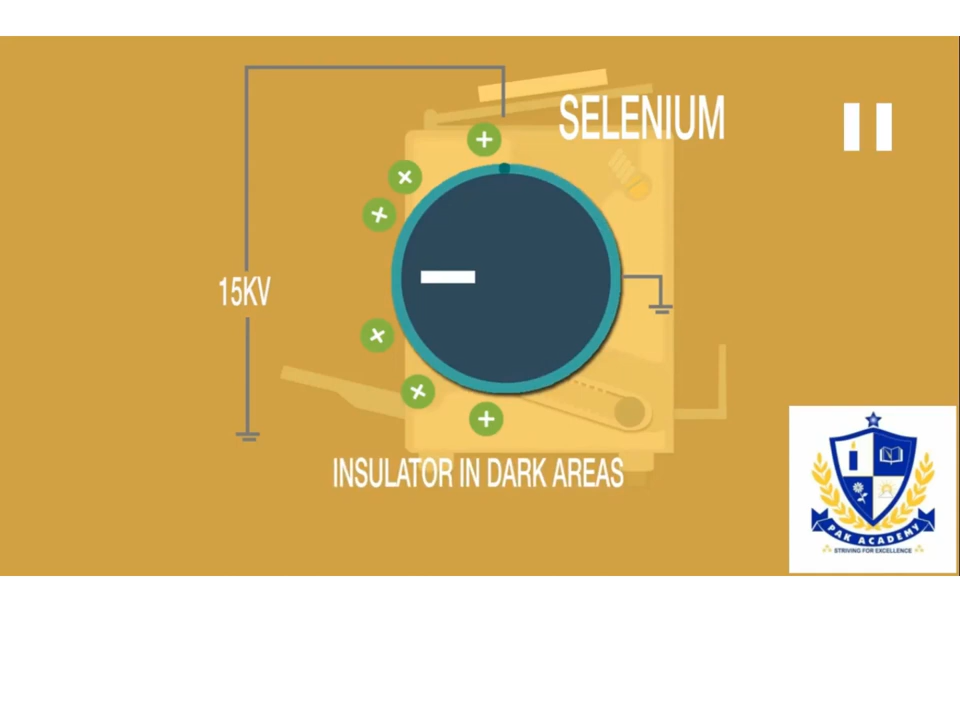 SELENIUM
15KV
INSULATOR IN DARK AREAS
PAK ACADEMY
STRIVING FOR EXCELLENCE